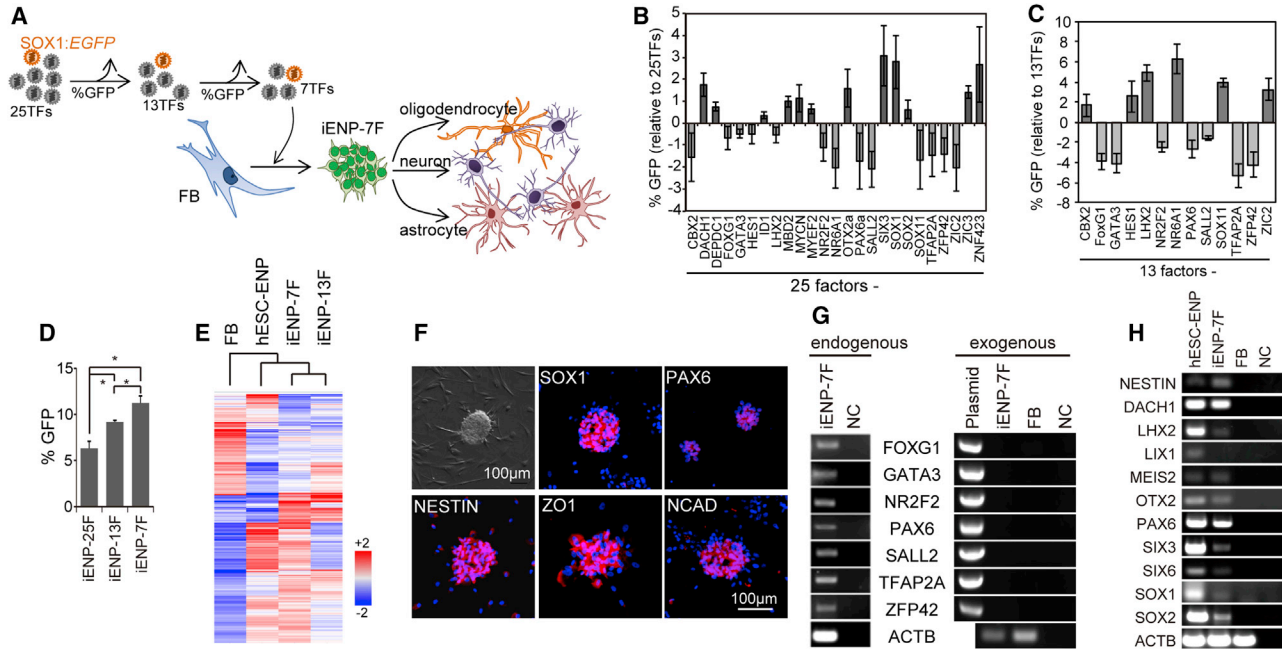 A
SOX1:EGFP
25TFs
%GFP
13TFs
%GFP
7TFs
FB
iENP-7F
oligodendrocyte
neuron
astrocyte
B
% GFP (relative to 25TFs)
5
4
3
2
1
0
-1
-2
-3
-4
CBX2
DACH1
DEPDC1
FOXG1
GATA3
HES1
ID1
LHX2
MBD2
MYCN
MYEF2
NR2F2
NR6A1
OTX2a
PAX6a
SALL2
SIX3
SOX1
SOX2
SOX11
TFAP2A
ZFP42
ZIC2
ZIC3
ZNF423
25 factors -
C
% GFP (relative to 13TFs)
10
8
6
4
2
0
-2
-4
-6
-8
CBX2
FoxG1
GATA3
HES1
LHX2
NR2F2
NR6A1
PAX6
SALL2
SOX11
TFAP2A
ZFP42
ZIC2
13 factors -
D
% GFP
15
10
5
0
*
*
*
iENP-25F
iENP-13F
iENP-7F
E
FB
hESC-ENP
iENP-7F
iENP-13F
+2
-2
F
100µm
SOX1
PAX6
NESTIN
ZO1
NCAD
100µm
G
endogenous
exogenous
iENP-7F
NC
Plasmid
iENP-7F
FB
NC
FOXG1
GATA3
NR2F2
PAX6
SALL2
TFAP2A
ZFP42
ACTB
H
hESC-ENP
iENP-7F
FB
NC
NESTIN
DACH1
LHX2
LIX1
MEIS2
OTX2
PAX6
SIX3
SIX6
SOX1
SOX2
ACTB